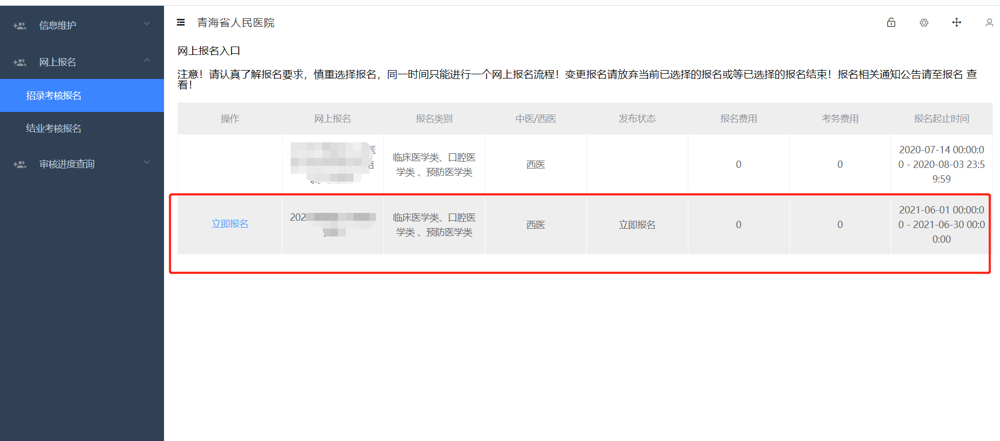 信息维护
网上报名
招录考核报名
结业考核报名
审核进度查询
青海省人民医院
网上报名入口
注意！请认真了解报名要求，慎重选择报名，同一时间只能进行一个网上报名流程！变更报名请放弃当前已选择的报名或等已选择的报名结束！报名相关通知公告请至报名 查
看！
操作 网上报名 报名类别 中医/西医 发布状态 报名费用 考务费用 报名起止时间
临床医学类、口腔医
学类 、预防医学类
西医
0
0
2020-07-14 00:00:0
0 - 2020-08-03 23:5
9:59
立即报名
202
临床医学类、口腔医
学类 、预防医学类
西医
立即报名
0
0
2021-06-01 00:00:0
0 - 2021-06-30 00:0
0:00